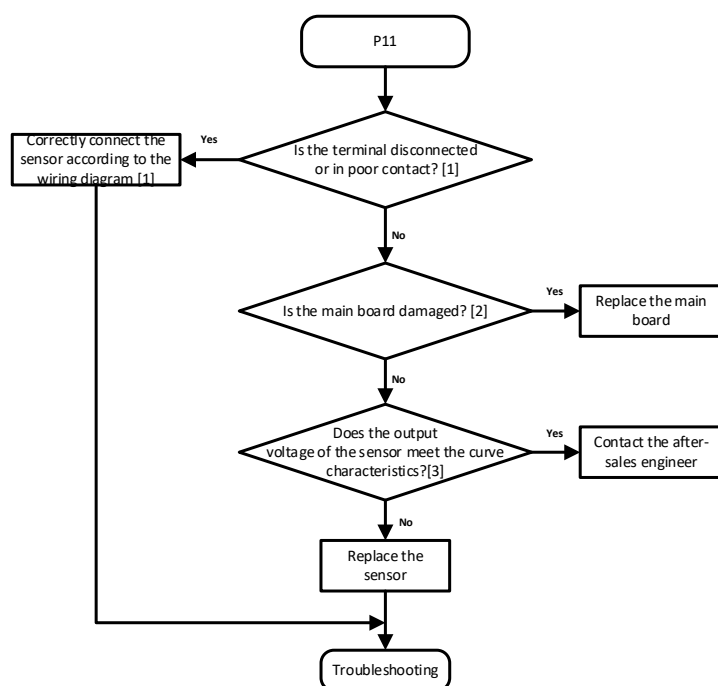 P11
Yes
Correctly connect the
sensor according to the
wiring diagram [1]
Is the terminal disconnected
or in poor contact? [1]
No
Is the main board damaged? [2]
Yes
Replace the main
board
No
Does the output
voltage of the sensor meet the curve
characteristics?[3]
Yes
Contact the after-
sales engineer
No
Replace the
sensor
Troubleshooting